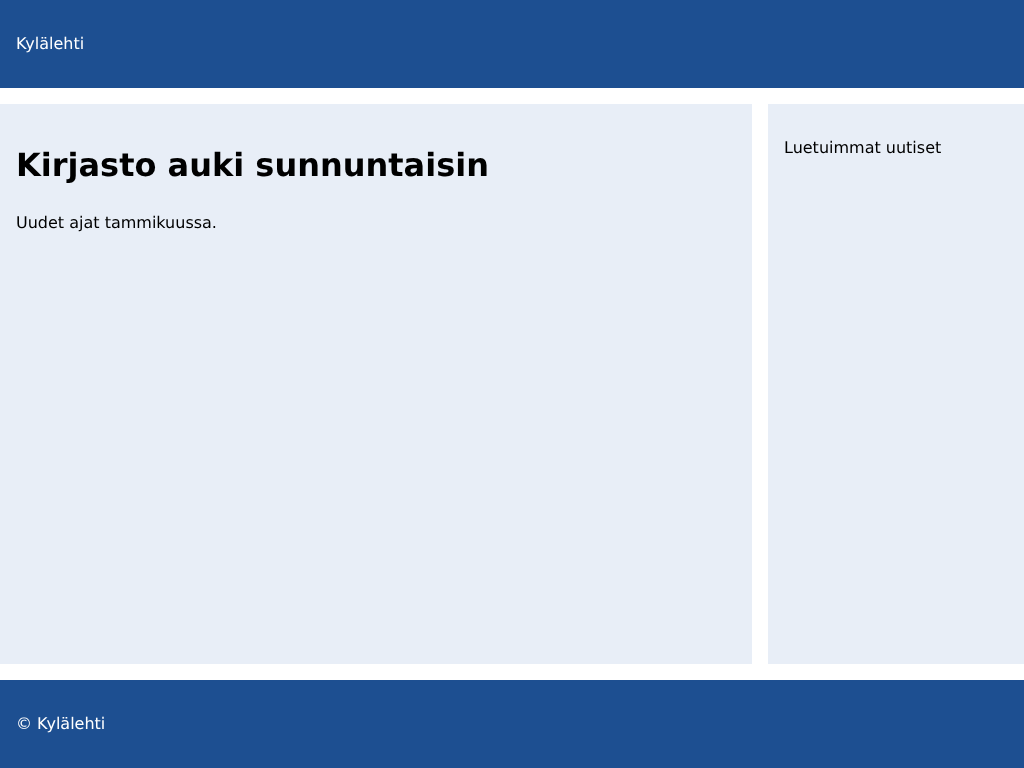 Kylälehti
Kirjasto auki sunnuntaisin
Uudet ajat tammikuussa.
Luetuimmat uutiset
© Kylälehti